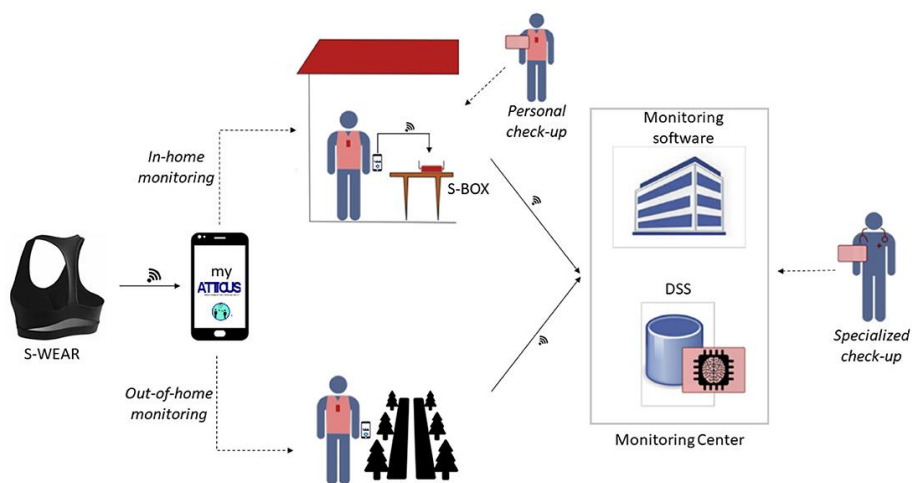 Personal
check-up
In-home
monitoring
S-BOX
Monitoring
software
my
ATTICUS
S-WEAR
DSS
Specialized
check-up
Out-of-home
monitoring
Monitoring Center